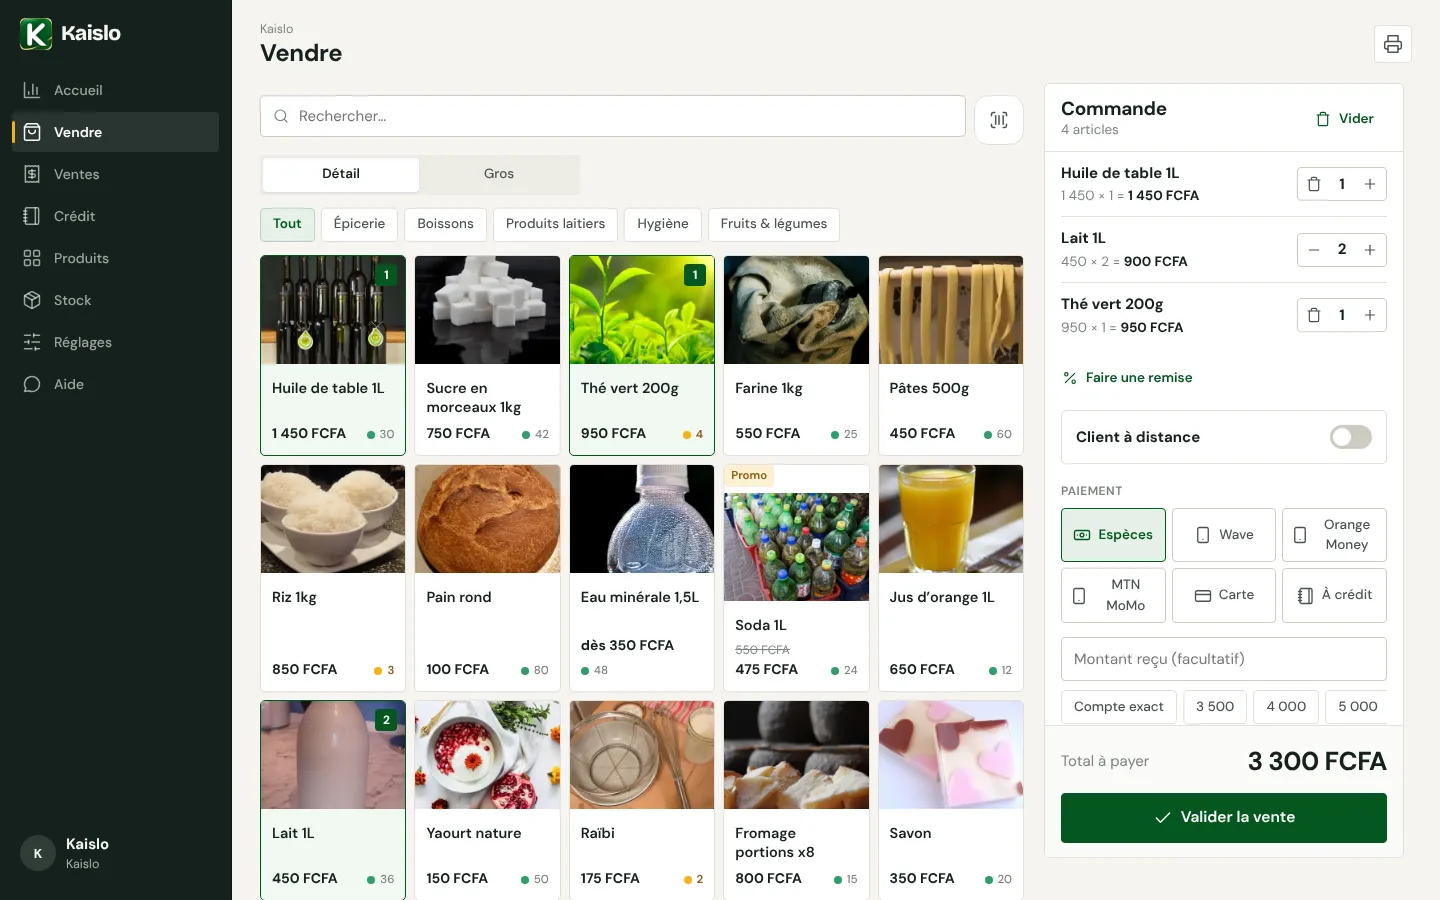 Kaislo
Accueil
Vendre
Ventes
Crédit
Produits
Stock
Réglages
Aide
K
Kaislo
Kaislo
Kaislo
Vendre
Rechercher...
Détail
Gros
Tout
Épicerie
Boissons
Produits laitiers
Hygiène
Fruits & légumes
1
Huile de table 1L
1 450 FCFA
30
Sucre en
morceaux 1kg
750 FCFA
42
1
Thé vert 200g
950 FCFA
4
Farine 1kg
550 FCFA
25
Pâtes 500g
450 FCFA
60
Riz 1kg
850 FCFA
3
Pain rond
100 FCFA
80
Eau minérale 1,5L
dès 350 FCFA
48
Promo
Soda 1L
550 FCFA
475 FCFA
24
Jus d’orange 1L
650 FCFA
12
2
Lait 1L
450 FCFA
36
Yaourt nature
150 FCFA
50
Raïbi
175 FCFA
2
Fromage
portions x8
800 FCFA
15
Savon
350 FCFA
20
Commande
4 articles
Vider
Huile de table 1L
1 450 × 1 = 1 450 FCFA
1
Lait 1L
450 × 2 = 900 FCFA
2
Thé vert 200g
950 × 1 = 950 FCFA
1
Faire une remise
Client à distance
PAIEMENT
Espèces
Wave
Orange
Money
MTN
MoMo
Carte
À crédit
Montant reçu (facultatif)
Compte exact
3 500
4 000
5 000
Total à payer
3 300 FCFA
Valider la vente